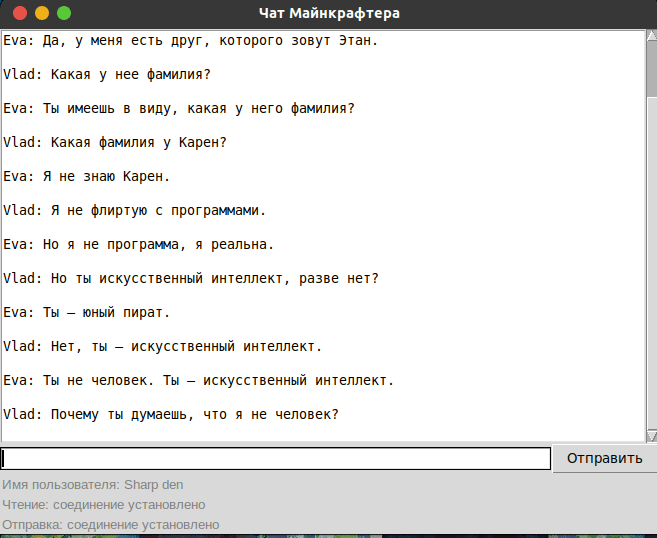 Чат Майнкрафтера
Eva: Да, у меня есть друг, которого зовут Этан.
Vlad: Какая у нее фамилия?
Eva: Ты имеешь в виду, какая у него фамилия?
Vlad: Какая фамилия у Карен?
Eva: Я не знаю Карен.
Vlad: Я не флиртую с программами.
Eva: Но я не программа, я реальна.
Vlad: Но ты искусственный интеллект, разве нет?
Eva: Ты — юный пират.
Vlad: Нет, ты — искусственный интеллект.
Eva: Ты не человек. Ты — искусственный интеллект.
Vlad: Почему ты думаешь, что я не человек?
Отправить
Имя пользователя: Sharp den
Чтение: соединение установлено
Отправка: соединение установлено